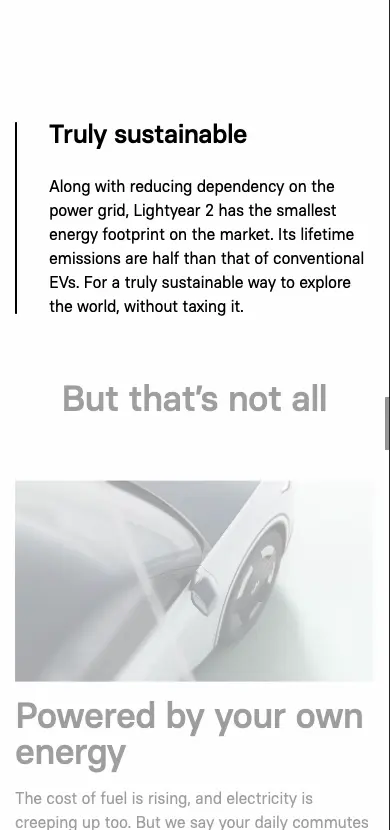 Truly sustainable
Along with reducing dependency on the
power grid, Lightyear 2 has the smallest
energy footprint on the market. Its lifetime
emissions are half than that of conventional
EVs. For a truly sustainable way to explore
the world, without taxing it.
But that's not all
Powered by your own
energy
The cost of fuel is rising, and electricity is
creeping up too. But we say your daily commutes